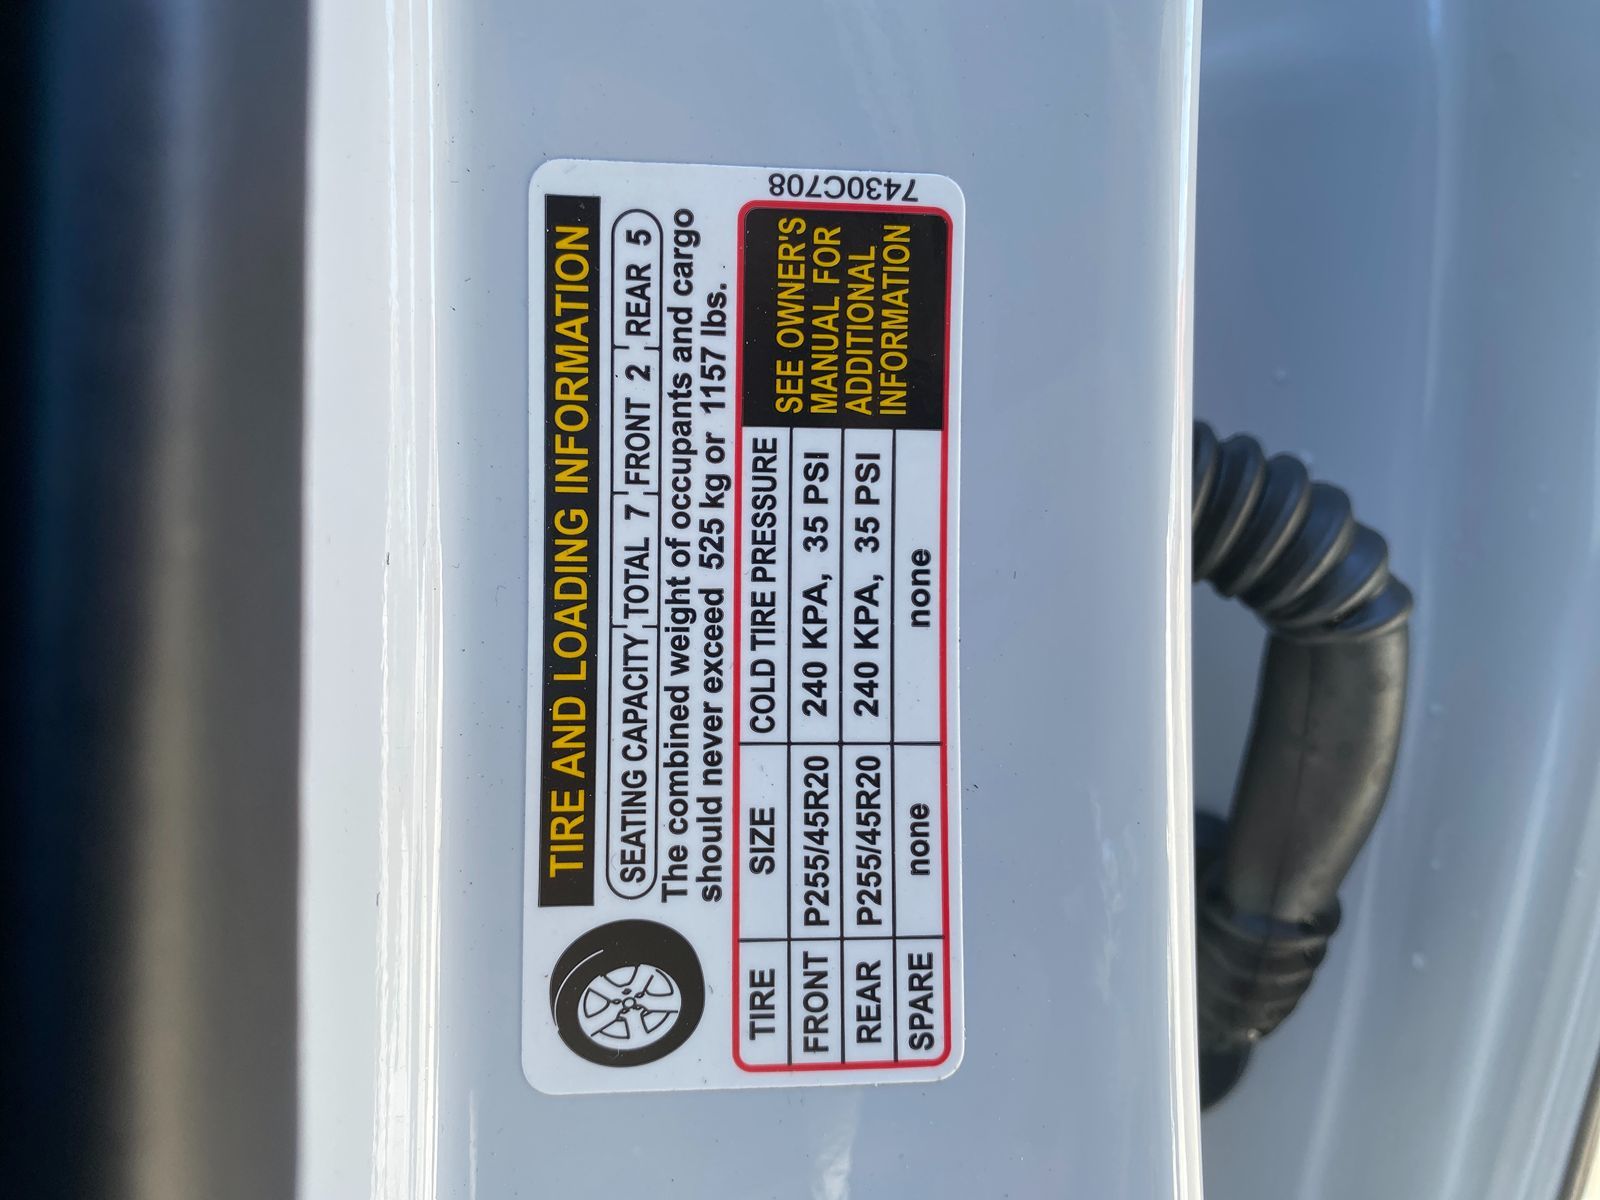 TIRE AND LOADING INFORMATION
SEATING CAPACITY TOTAL 7 FRONT 2 REAR 5
The combined weight of occupants and cargo
should never exceed 525 kg or 1157 lbs.
TIRE SIZE COLD TIRE PRESSURE
FRONT P255/45R20 240 KPA, 35 PSI
REAR P255/45R20 240 KPA, 35 PSI
SPARE none none
SEE OWNER'S
MANUAL FOR
ADDITIONAL
INFORMATION
7430C708